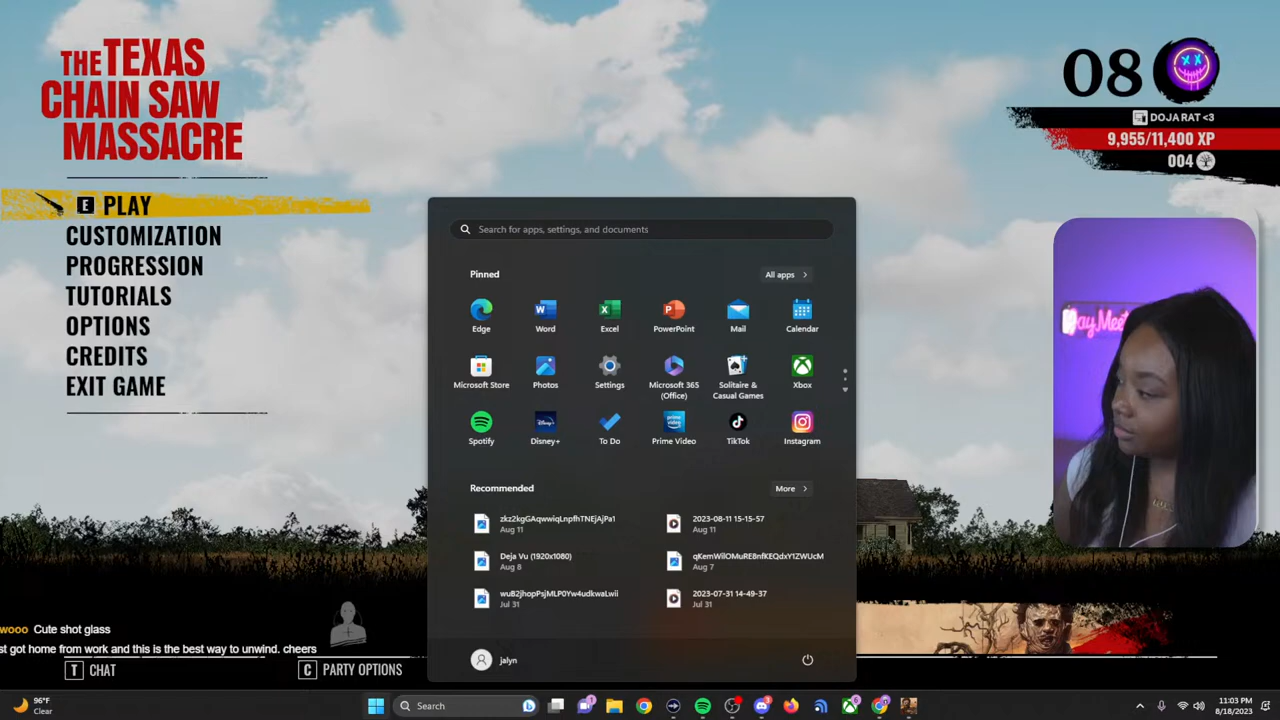 THE TEXAS
CHAIN SAW
MASSACRE
E PLAY
CUSTOMIZATION
PROGRESSION
TUTORIALS
OPTIONS
CREDITS
EXIT GAME
08
DOJA RAT <3
9,955/11,400 XP
004
Search for apps, settings, and documents
Pinned
All apps
Edge
Word
Excel
PowerPoint
Mail
Calendar
Microsoft Store
Photos
Settings
Microsoft 365
(Office)
Solitaire &
Casual Games
Xbox
Spotify
Disney+
To Do
Prime Video
TikTok
Instagram
Recommended
More
zkz2kgGAqwwiqLnpfhTNEjAjPa1
Aug 11
2023-08-11 15-15-57
Aug 11
Deja Vu (1920x1080)
Aug 8
qKemWilOMuRE8nfKEQdxY1ZWUcM
Aug 7
wuB2jhopPsjMLP0Yw4udkwaLwii
Jul 31
2023-07-31 14-49-37
Jul 31
jalyn
wooo Cute shot glass
st got home from work and this is the best way to unwind. cheers
T CHAT
C PARTY OPTIONS
96°F
Clear
Search
11:03 PM
8/18/2023